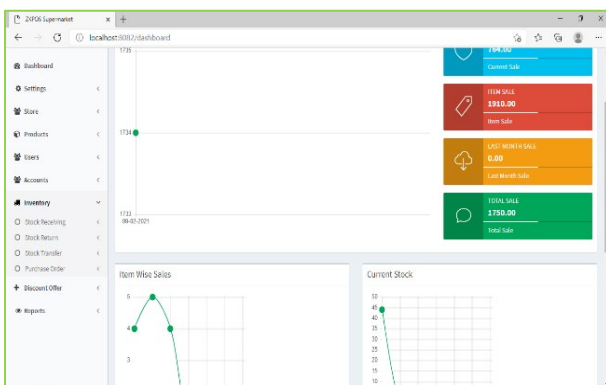 ZXPOS Supermarket
localhost:8082/dashboard
Dashboard
Settings
Store
Products
Users
Accounts
Inventory
Stock Receiving
Stock Return
Stock Transfer
Purchase Order
Discount Offer
Reports
1735
1734
1733
08-02-2021
764.00
Current Sale
ITEM SALE
1910.00
Item Sale
LAST MONTH SALE
0.00
Last Month Sale
TOTAL SALE
1750.00
Total Sale
Item Wise Sales
5
4
3
Current Stock
50
45
40
35
30
25
20
15
10